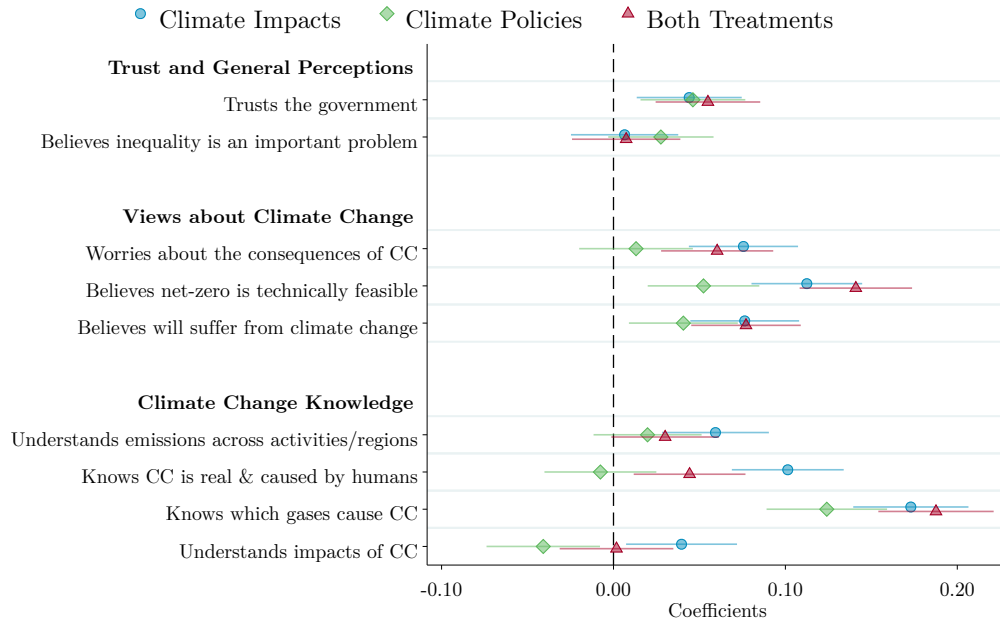 Climate Impacts Climate Policies Both Treatments
Trust and General Perceptions
Trusts the government
Believes inequality is an important problem
Views about Climate Change
Worries about the consequences of CC
Believes net-zero is technically feasible
Believes will suffer from climate change
Climate Change Knowledge
Understands emissions across activities/regions
Knows CC is real & caused by humans
Knows which gases cause CC
Understands impacts of CC
-0.10 0.00 0.10 0.20
Coefficients